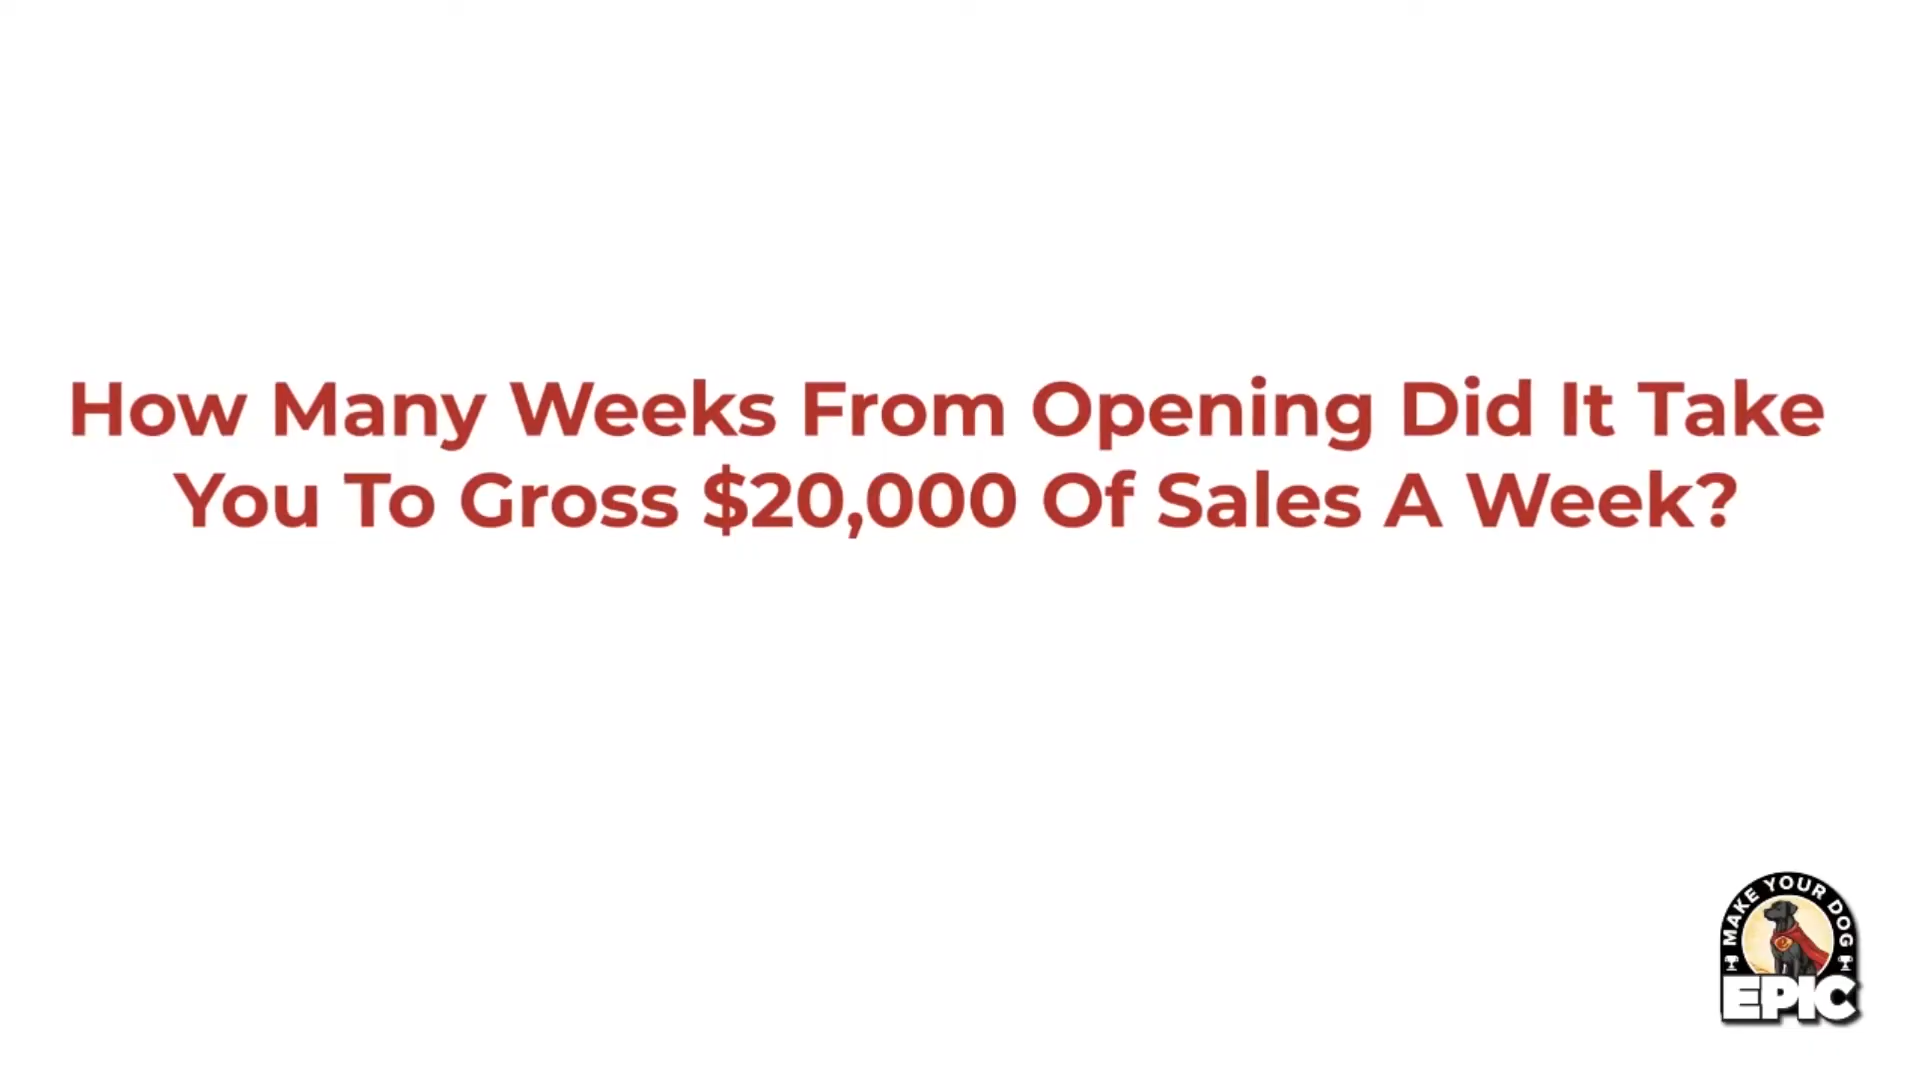 How Many Weeks From Opening Did It Take
You To Gross $20,000 Of Sales A Week?
MAKE YOUR DOG
EPIC